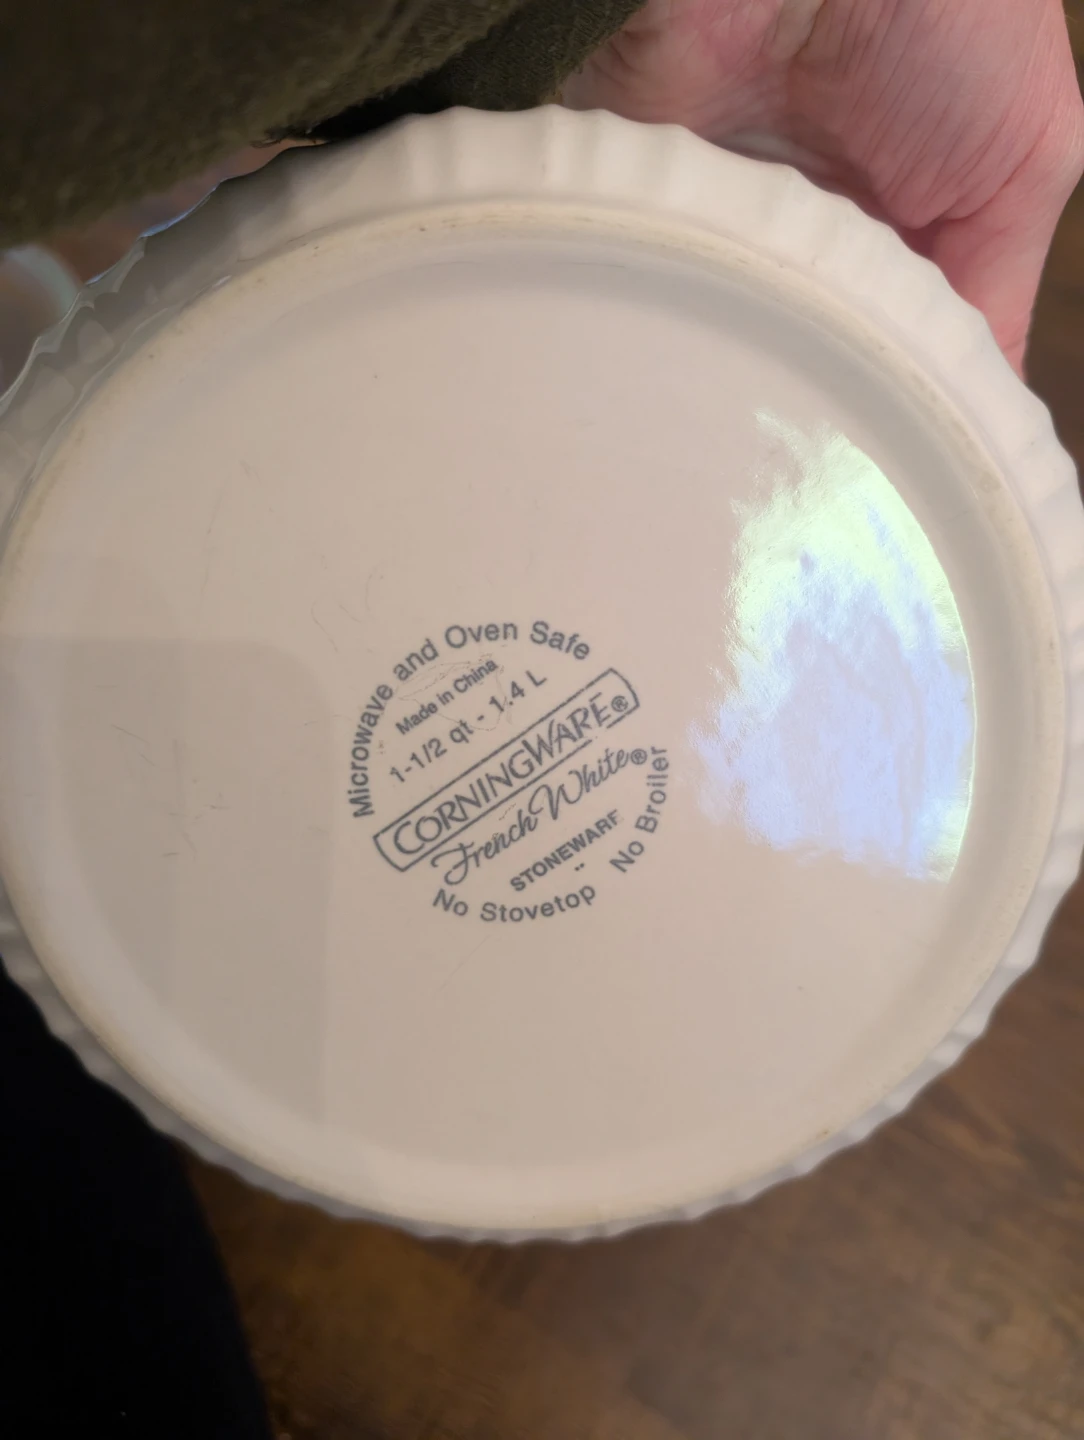 Microwave and Oven Safe
Made in China
1-1/2 qt - 1.4 L
CORNINGWARE®
French White®
STONEWARE
No Stovetop No Broiler